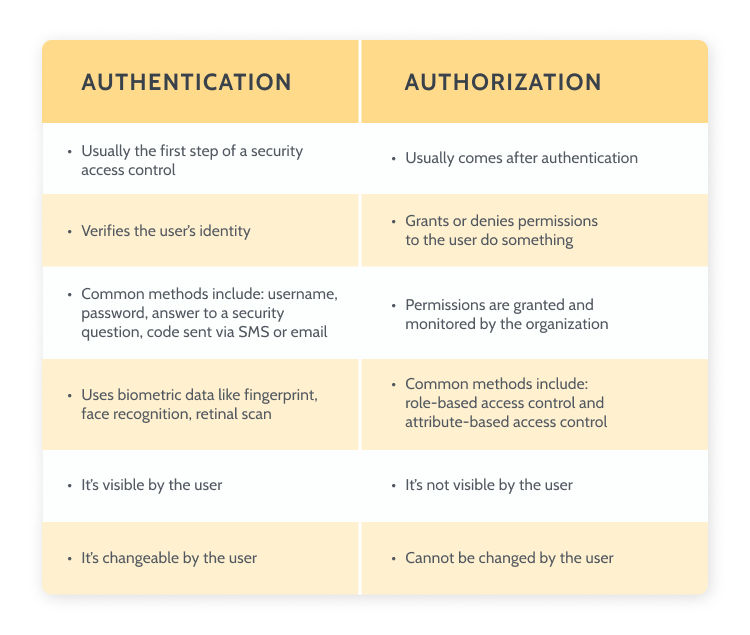 AUTHENTICATION
AUTHORIZATION
• Usually the first step of a security
access control
• Usually comes after authentication
• Verifies the user's identity
• Grants or denies permissions
to the user do something
• Common methods include: username,
password, answer to a security
question, code sent via SMS or email
• Permissions are granted and
monitored by the organization
• Uses biometric data like fingerprint,
face recognition, retinal scan
• Common methods include:
role-based access control and
attribute-based access control
• It's visible by the user
• It's not visible by the user
• It's changeable by the user
• Cannot be changed by the user